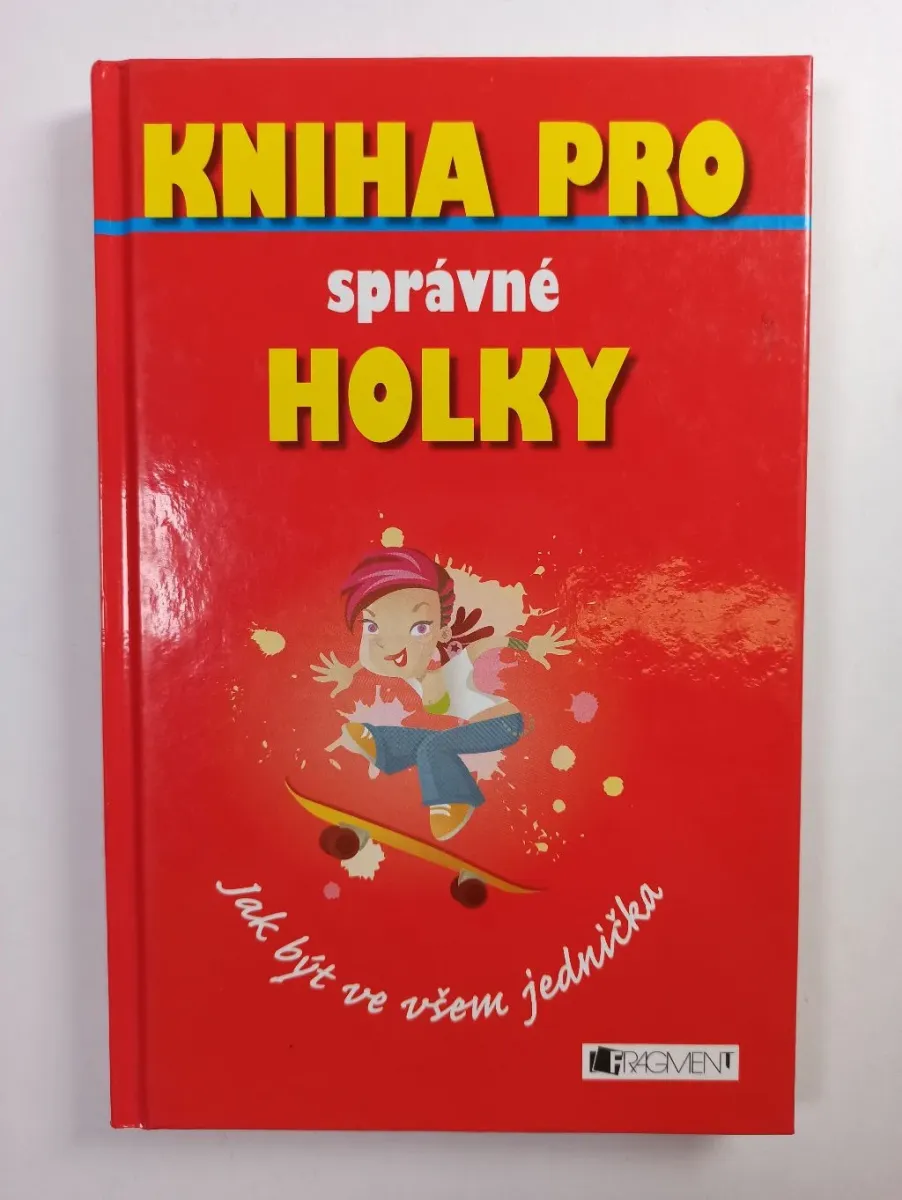 KNIHA PRO
správné
HOLKY
Jak být ve všem jednička
FRAGMENT